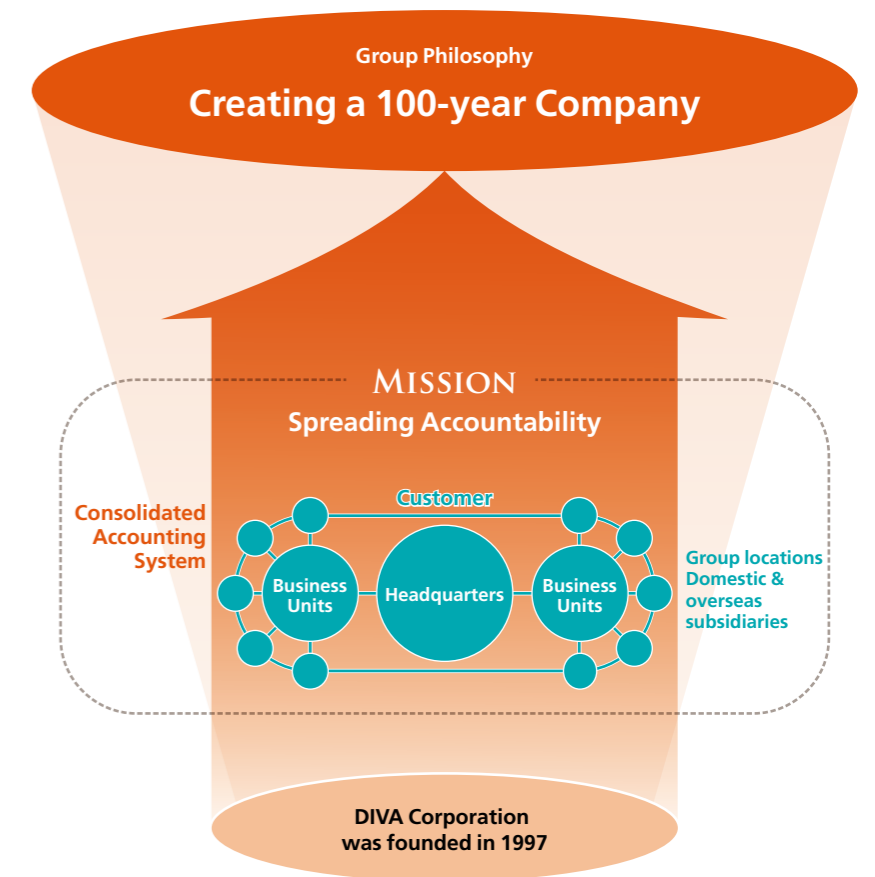 Group Philosophy
Creating a 100-year Company
MISSION
Spreading Accountability
Customer
Consolidated
Accounting
System
Business
Units
Headquarters
Business
Units
Group locations
Domestic &
overseas
subsidiaries
DIVA Corporation
was founded in 1997